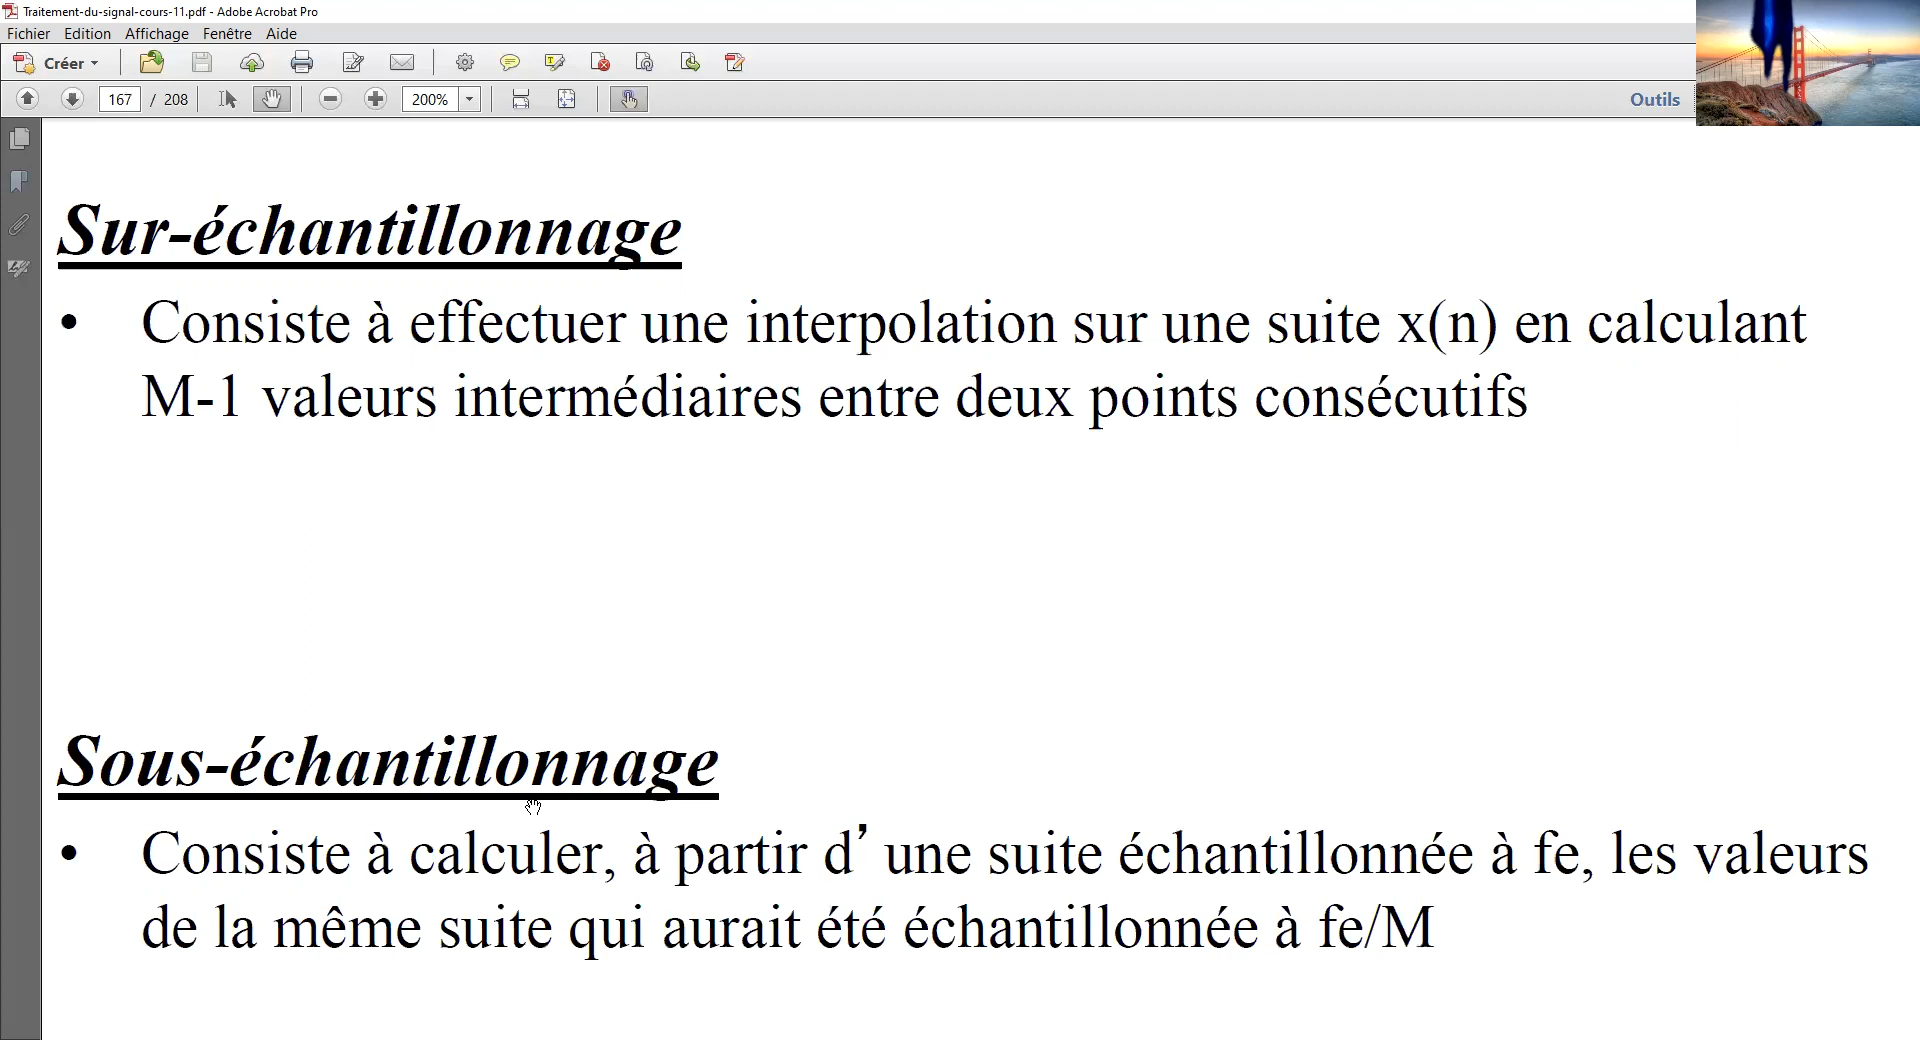 Traitement-du-signal-cours-11.pdf - Adobe Acrobat Pro
Fichier Edition Affichage Fenêtre Aide
Créer
167 / 208 200% Outils
Sur-échantillonnage
• Consiste à effectuer une interpolation sur une suite x(n) en calculant
M-1 valeurs intermédiaires entre deux points consécutifs
Sous-échantillonnage
• Consiste à calculer, à partir d’ une suite échantillonnée à fe, les valeurs
de la même suite qui aurait été échantillonnée à fe/M